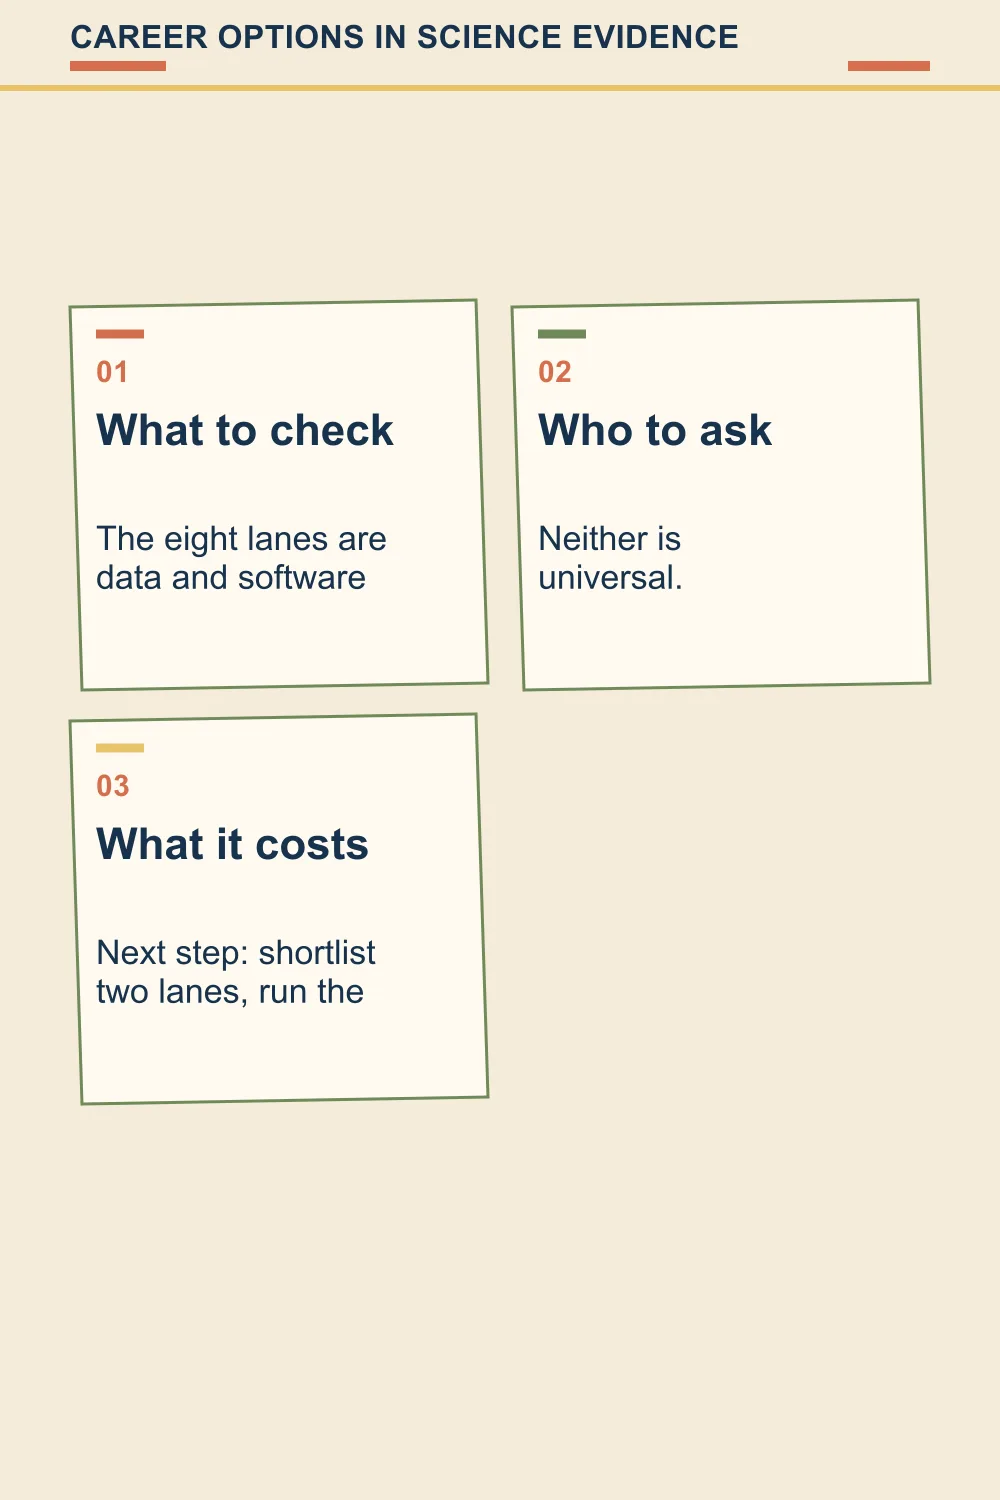 CAREER OPTIONS IN SCIENCE EVIDENCE
01
What to check
The eight lanes are
data and software
02
Who to ask
Neither is
universal.
03
What it costs
Next step: shortlist
two lanes, run the